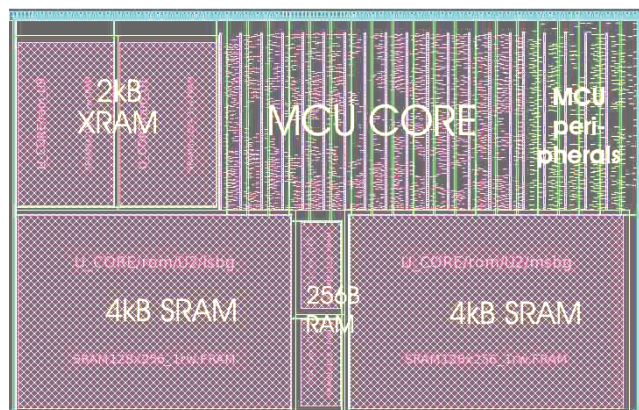 2kB
XRAM
MCU CORE
MCU
peri-
pherals
U_CORE/rom/U2/lsbg
4kB SRAM
SRAM128x256_1rw.FRAM
256B
RAM
U_CORE/rom/U2/msbg
4kB SRAM
SRAM128x256_1rw.FRAM